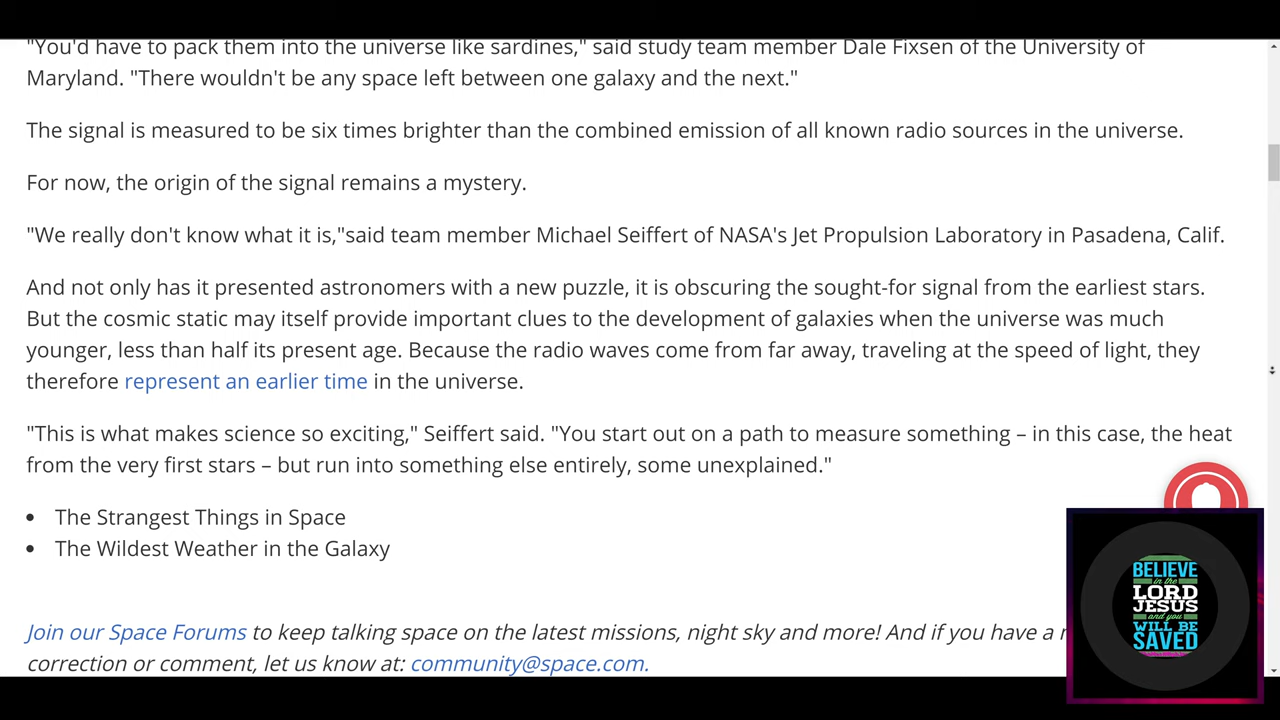 "You'd have to pack them into the universe like sardines," said study team member Dale Fixsen of the University of
Maryland. "There wouldn't be any space left between one galaxy and the next."
The signal is measured to be six times brighter than the combined emission of all known radio sources in the universe.
For now, the origin of the signal remains a mystery.
"We really don't know what it is,"said team member Michael Seiffert of NASA's Jet Propulsion Laboratory in Pasadena, Calif.
And not only has it presented astronomers with a new puzzle, it is obscuring the sought-for signal from the earliest stars.
But the cosmic static may itself provide important clues to the development of galaxies when the universe was much
younger, less than half its present age. Because the radio waves come from far away, traveling at the speed of light, they
therefore represent an earlier time in the universe.
"This is what makes science so exciting," Seiffert said. "You start out on a path to measure something – in this case, the heat
from the very first stars – but run into something else entirely, some unexplained."
• The Strangest Things in Space
• The Wildest Weather in the Galaxy
Join our Space Forums to keep talking space on the latest missions, night sky and more! And if you have a
correction or comment, let us know at: community@space.com.
BELIEVE
in the
LORD
JESUS
and you
WILL BE
SAVED